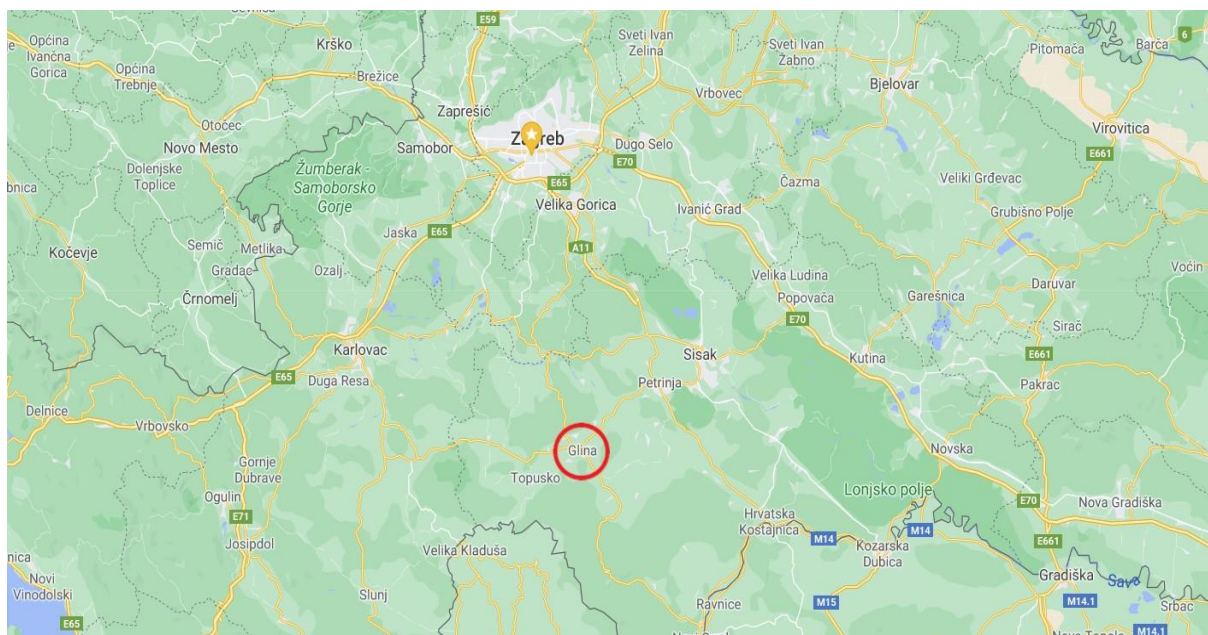 E59
Sveti Ivan
Zelina
Sveti Ivan
Žabno
Pitomača
Barča
6
Općina
Ivančna
Gorica
Općina
Trebnje
Krško
Brežice
Zaprešić
Vrbovec
Bjelovar
Otočec
Novo Mesto
Samobor
Zagreb
Dugo Selo
E70
Virovitica
E661
Dolenjske
Toplice
Žumberak -
Samoborsko
Gorje
E65
Velika Gorica
Ivanić Grad
Čazma
Veliki Grđevac
Grubišno Polje
Kočevje
Semič
Metlika
Gradac
Jaska
E65
Ozalj
A11
Črnomelj
Velika Ludina
Popovača
Garešnica
Daruvar
Voćin
E70
Sirač
Karlovac
Sisak
Kutina
E661
E65
Duga Resa
Petrinja
Pakrac
Delnice
Vrbovsko
Glina
Novska
Gornje
Dubrave
Topusko
Ogulin
Lonjsko polje
E70
Nova Gradiška
E71
Josipdol
Hrvatska
Kostajnica
M14
M14
E661
Velika Kladuša
Kozarska
Dubica
Novi
Vinodolski
Slunj
Gradiška
Sava
Ravnice
M15
M14.1
Srbac
E65
M14.1